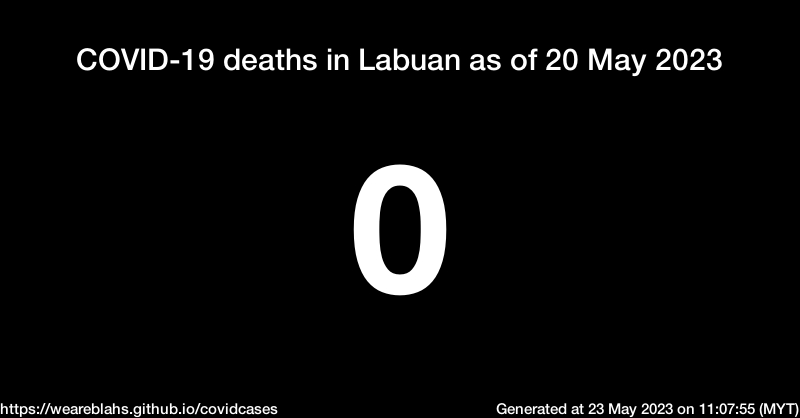 COVID-19 deaths in Labuan as of 20 May 2023
0
https://weareblahs.github.io/covidcases
Generated at 23 May 2023 on 11:07:55 (MYT)